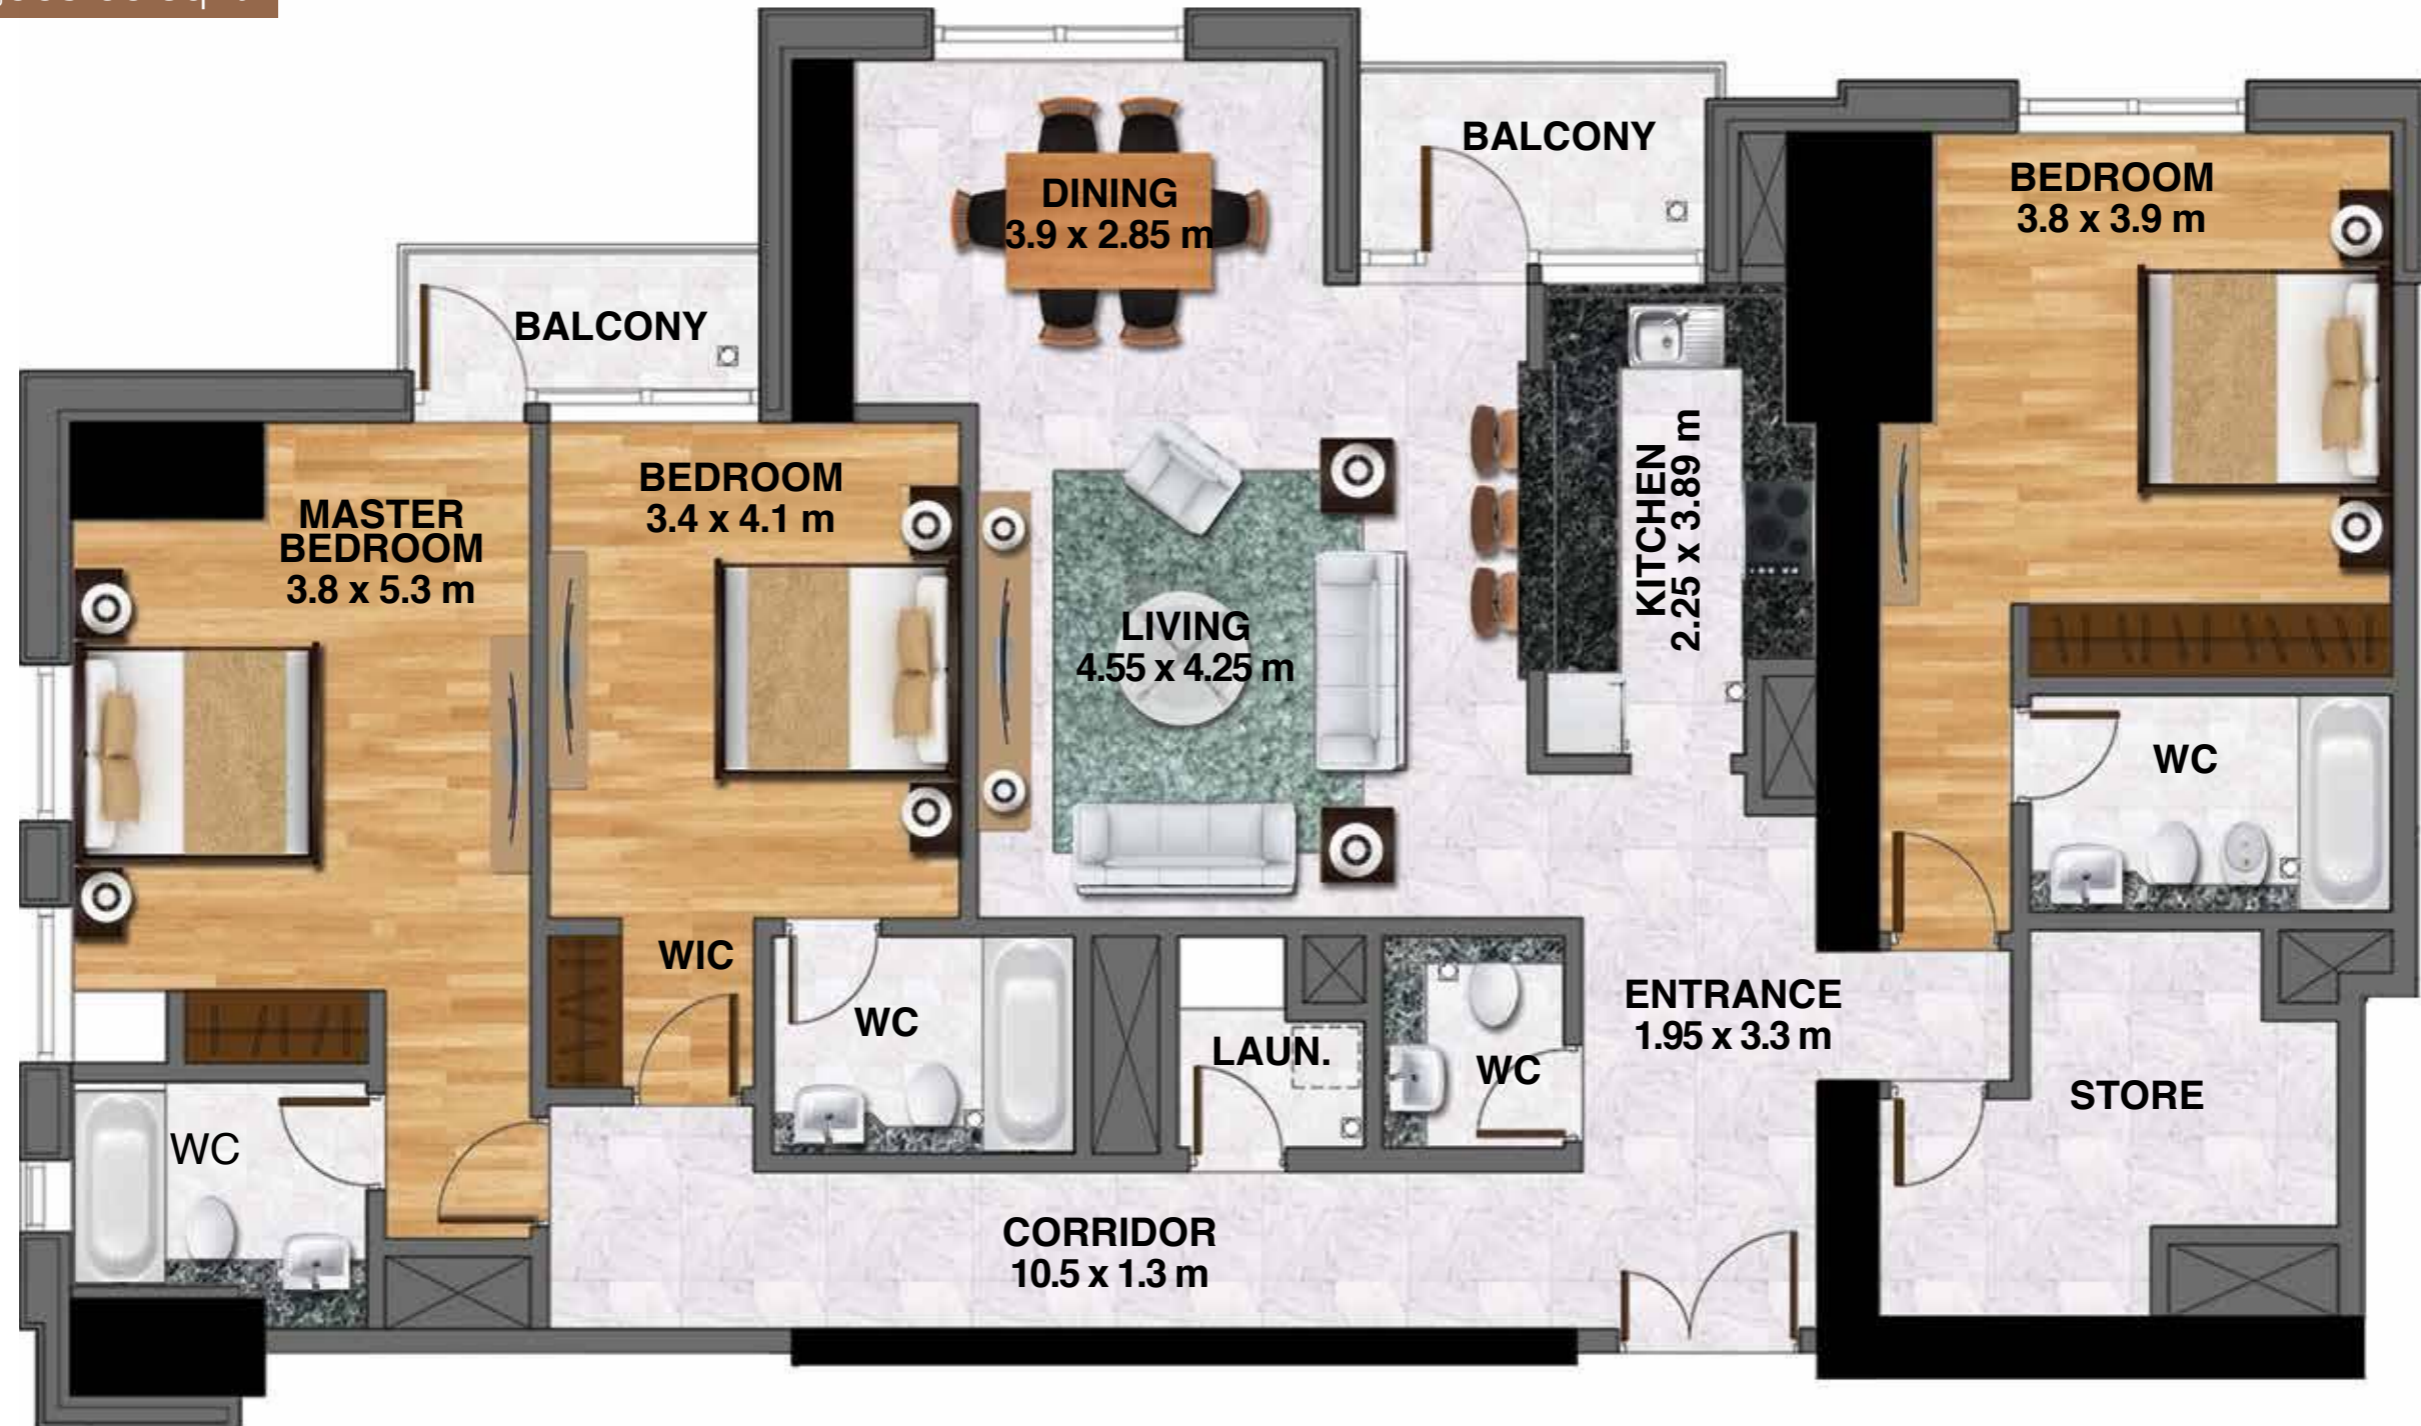 BALCONY
DINING
3.9 x 2.85 m
BEDROOM
3.8 x 3.9 m
BALCONY
MASTER
BEDROOM
3.8 x 5.3 m
BEDROOM
3.4 x 4.1 m
LIVING
4.55 x 4.25 m
KITCHEN
2.25 x 3.89 m
WC
WIC
WC
LAUN.
WC
ENTRANCE
1.95 x 3.3 m
STORE
WC
CORRIDOR
10.5 x 1.3 m